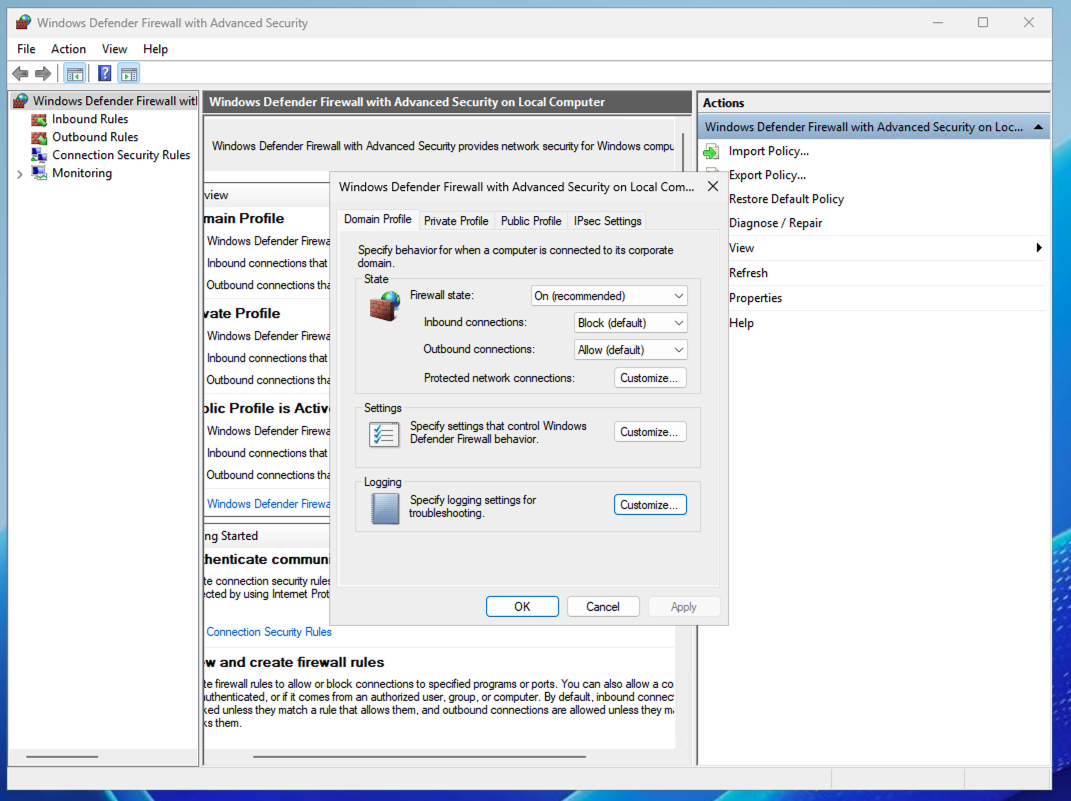 Windows Defender Firewall with Advanced Security
File Action View Help
Windows Defender Firewall with
Inbound Rules
Outbound Rules
Connection Security Rules
Monitoring
Windows Defender Firewall with Advanced Security on Local Computer
Windows Defender Firewall with Advanced Security provides network security for Windows compu
view
main Profile
Windows Defender Firewa
Inbound connections that
Outbound connections tha
vate Profile
Windows Defender Firewa
Inbound connections that
Outbound connections tha
blic Profile is Activ
Windows Defender Firewa
Inbound connections that
Outbound connections tha
Windows Defender Firewa
ng Started
thenticate communi
te connection security rules
ected by using Internet Prot
Connection Security Rules
w and create firewall rules
te firewall rules to allow or block connections to specified programs or ports. You can also allow a co
uthenticated, or if it comes from an authorized user, group, or computer. By default, inbound connec
ked unless they match a rule that allows them, and outbound connections are allowed unless they ma
ks them.
Windows Defender Firewall with Advanced Security on Local Com...
Domain Profile Private Profile Public Profile IPsec Settings
Specify behavior for when a computer is connected to its corporate
domain.
State
Firewall state: On (recommended)
Inbound connections: Block (default)
Outbound connections: Allow (default)
Protected network connections: Customize...
Settings
Specify settings that control Windows
Defender Firewall behavior.
Customize...
Logging
Specify logging settings for
troubleshooting.
Customize...
OK Cancel Apply
Actions
Windows Defender Firewall with Advanced Security on Loc...
Import Policy...
Export Policy...
Restore Default Policy
Diagnose / Repair
View
Refresh
Properties
Help